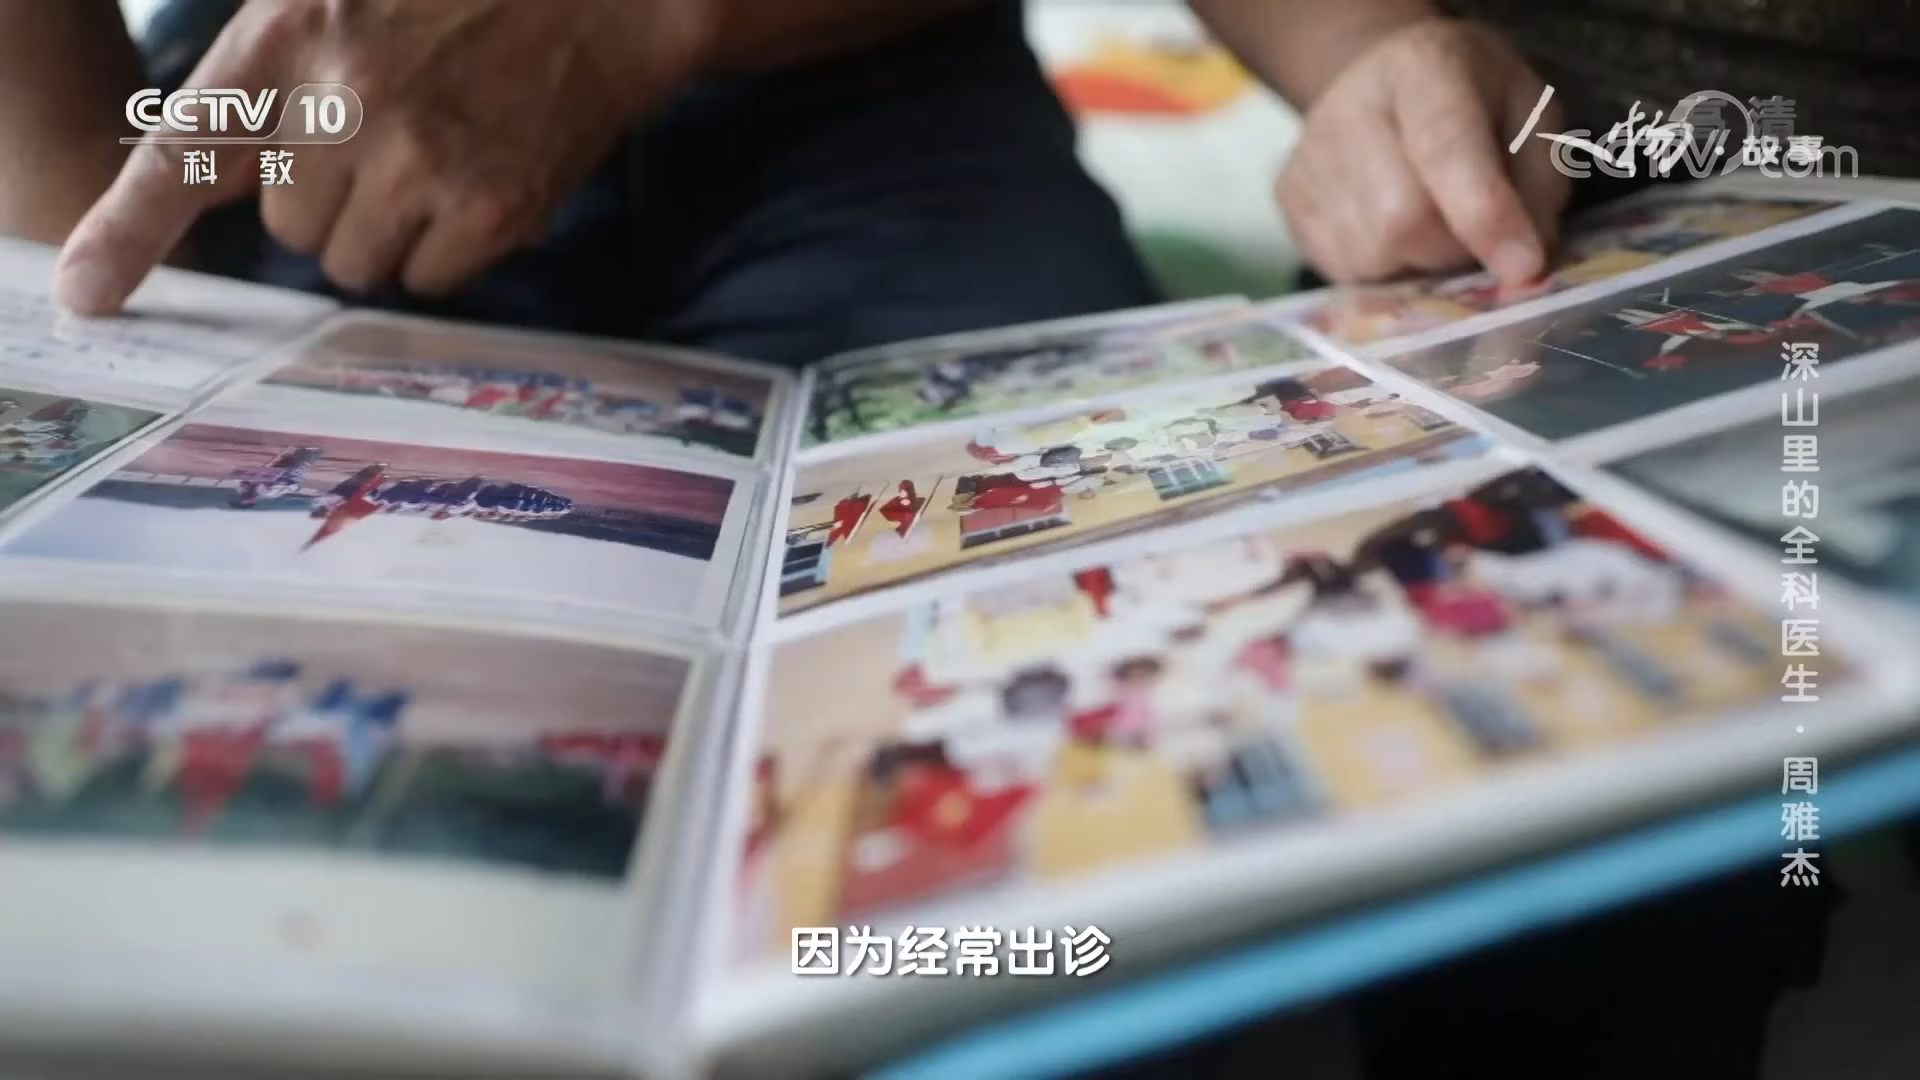 CCTV 10
科 教
人物·故事
高清
CCTV.com
深山里的全科医生·周雅杰
因为经常出诊